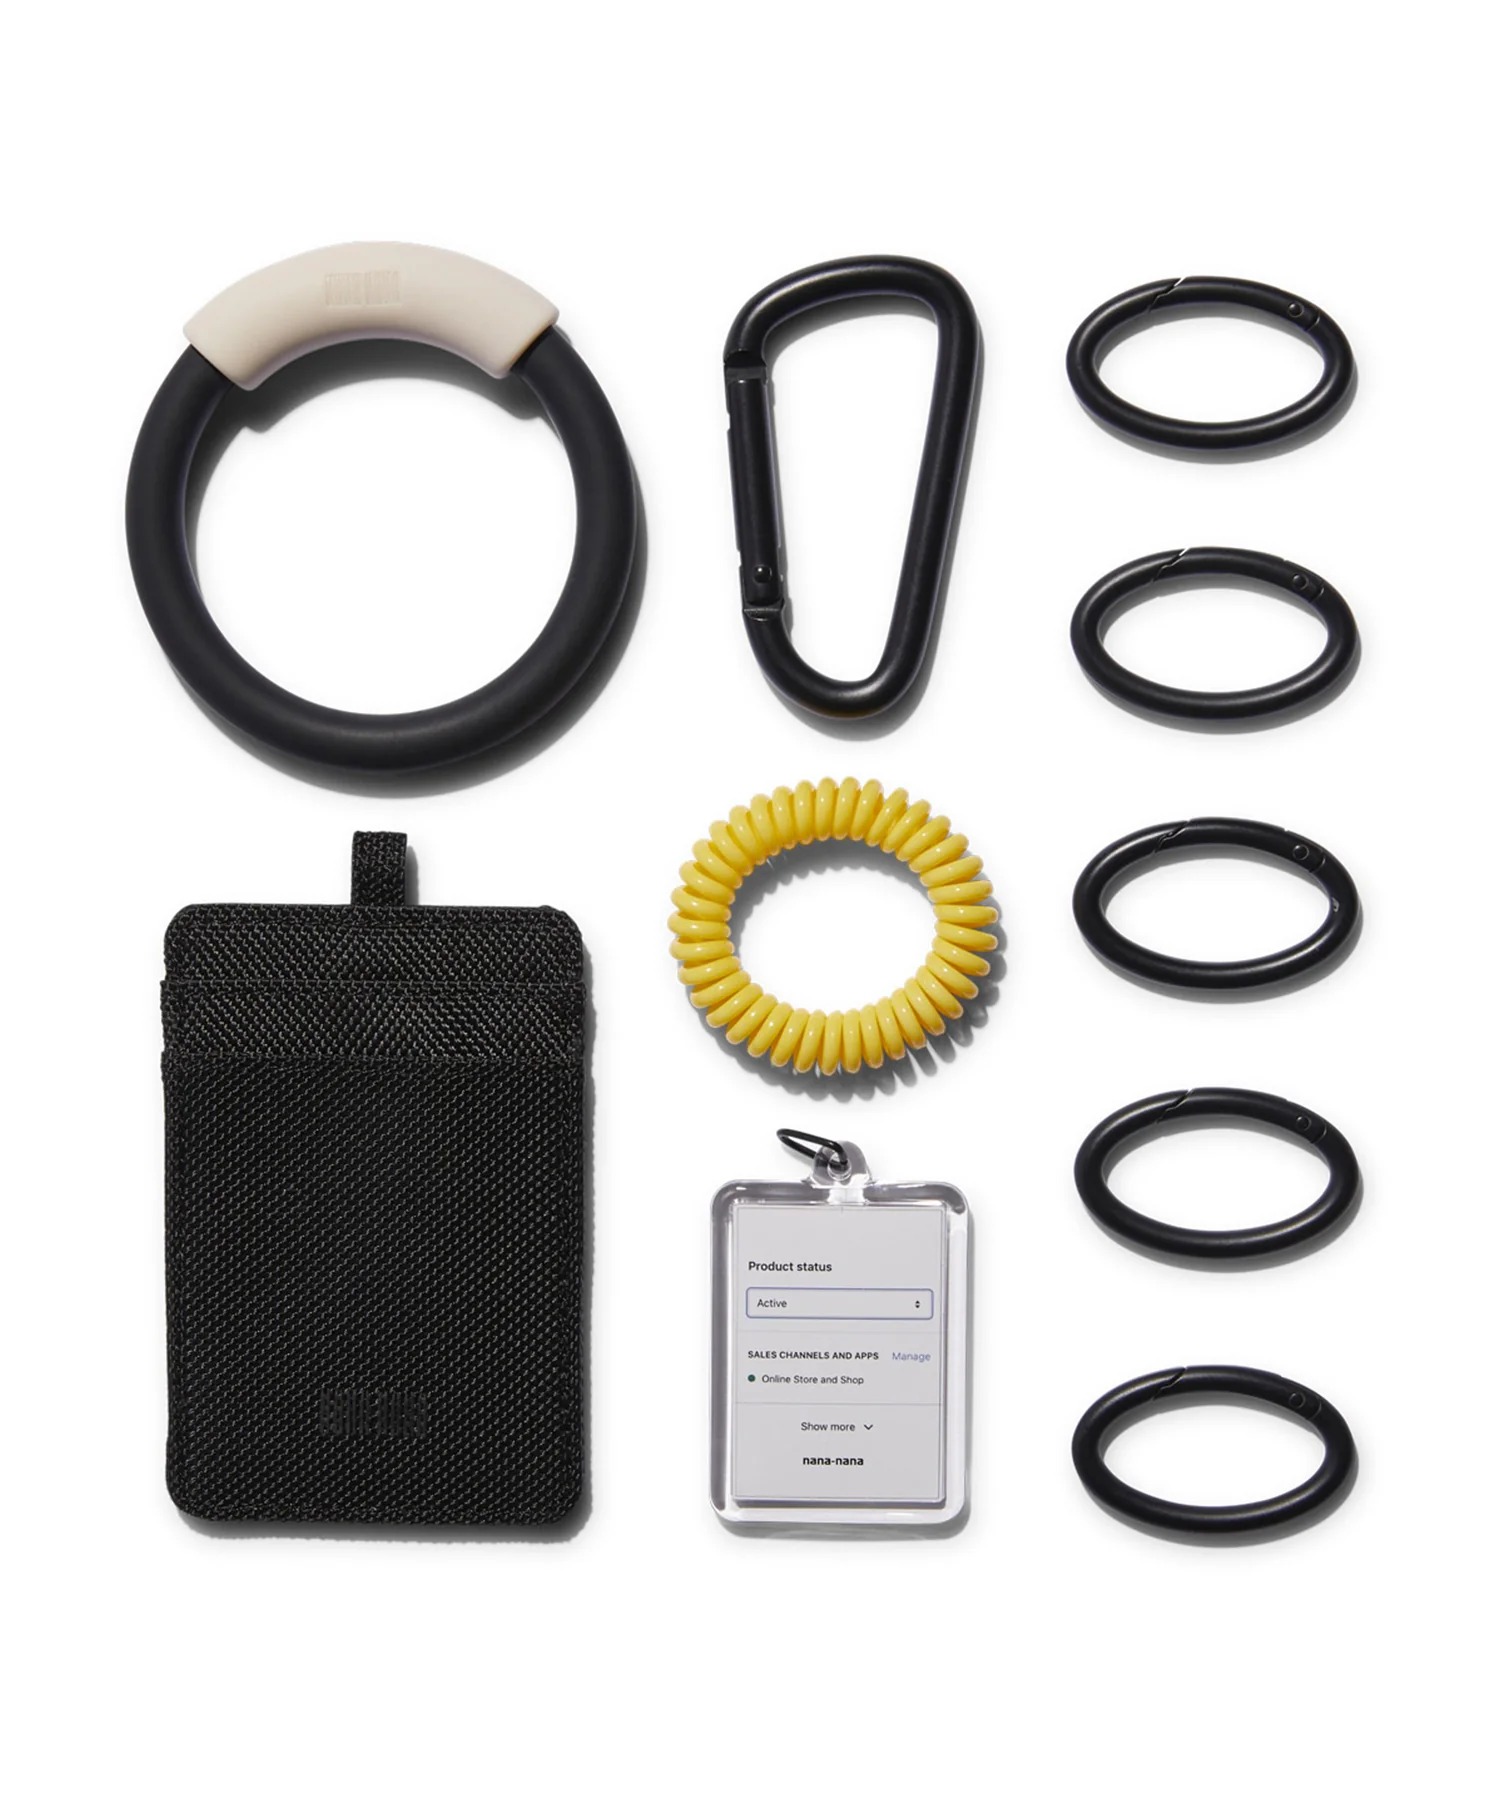 Product status
Active
SALES CHANNELS AND APPS Manage
Online Store and Shop
Show more
nana-nana